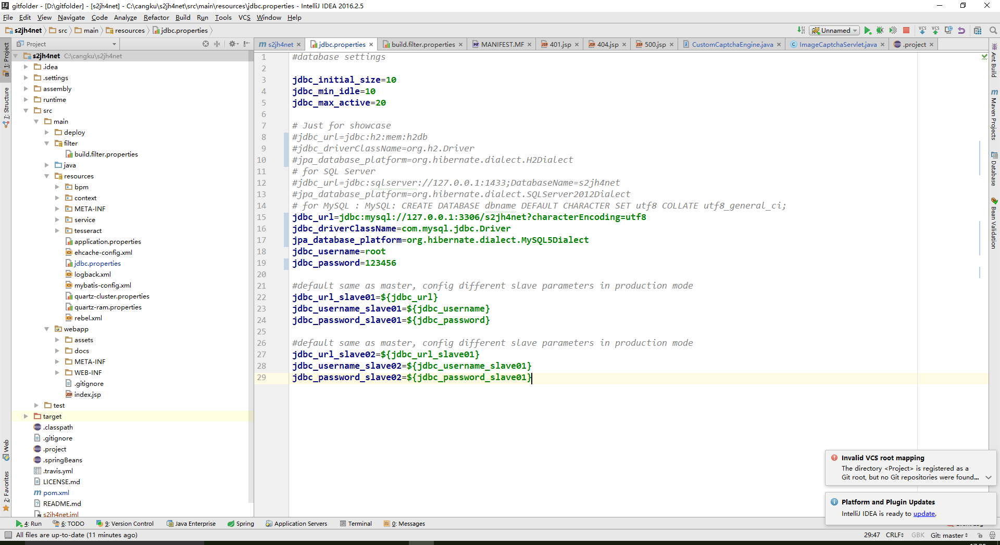 gitfolder - [D:\gitfolder] - [s2jh4net] - C:\cangku\s2jh4net\src\main\resources\jdbc.properties - IntelliJ IDEA 2016.2.5
File Edit View Navigate Code Analyze Refactor Build Run Tools VCS Window Help
s2jh4net src main resources jdbc.properties
Unnamed
VCS VCS
Project
s2jh4net jdbc.properties build.filter.properties MANIFEST.MF 401.jsp 404.jsp 500.jsp CustomCaptchaEngine.java ImageCaptchaServlet.java .project
1: Project
7: Structure
Web
2: Favorites
s2jh4net C:\cangku\s2jh4net
.idea
.settings
assembly
runtime
src
main
deploy
filter
build.filter.properties
java
resources
bpm
context
META-INF
service
tesseract
application.properties
ehcache-config.xml
jdbc.properties
logback.xml
mybatis-config.xml
quartz-cluster.properties
quartz-ram.properties
rebel.xml
webapp
assets
docs
META-INF
WEB-INF
.gitignore
index.jsp
test
target
.classpath
.gitignore
.project
.springBeans
.travis.yml
LICENSE.md
pom.xml
README.md
s2jh4net.iml
1 #database settings
2
3 jdbc_initial_size=10
4 jdbc_min_idle=10
5 jdbc_max_active=20
6
7 # Just for showcase
8 #jdbc_url=jdbc:h2:mem:h2db
9 #jdbc_driverClassName=org.h2.Driver
10 #jpa_database_platform=org.hibernate.dialect.H2Dialect
11 # for SQL Server
12 #jdbc_url=jdbc:sqlserver://127.0.0.1:1433;DatabaseName=s2jh4net
13 #jpa_database_platform=org.hibernate.dialect.SQLServer2012Dialect
14 # for MySQL : MySQL: CREATE DATABASE dbname DEFAULT CHARACTER SET utf8 COLLATE utf8_general_ci;
15 jdbc_url=jdbc:mysql://127.0.0.1:3306/s2jh4net?characterEncoding=utf8
16 jdbc_driverClassName=com.mysql.jdbc.Driver
17 jpa_database_platform=org.hibernate.dialect.MySQL5Dialect
18 jdbc_username=root
19 jdbc_password=123456
20
21 #default same as master, config different slave parameters in production mode
22 jdbc_url_slave01=${jdbc_url}
23 jdbc_username_slave01=${jdbc_username}
24 jdbc_password_slave01=${jdbc_password}
25
26 #default same as master, config different slave parameters in production mode
27 jdbc_url_slave02=${jdbc_url_slave01}
28 jdbc_username_slave02=${jdbc_username_slave01}
29 jdbc_password_slave02=${jdbc_password_slave01}
Ant Build
Maven Projects
Database
Bean Validation
Invalid VCS root mapping
The directory <Project> is registered as a
Git root, but no Git repositories were found...
Platform and Plugin Updates
IntelliJ IDEA is ready to update.
4: Run 6: TODO 9: Version Control Java Enterprise Spring Application Servers Terminal 0: Messages
All files are up-to-date (11 minutes ago)
29:47 CRLF GBK Git: master